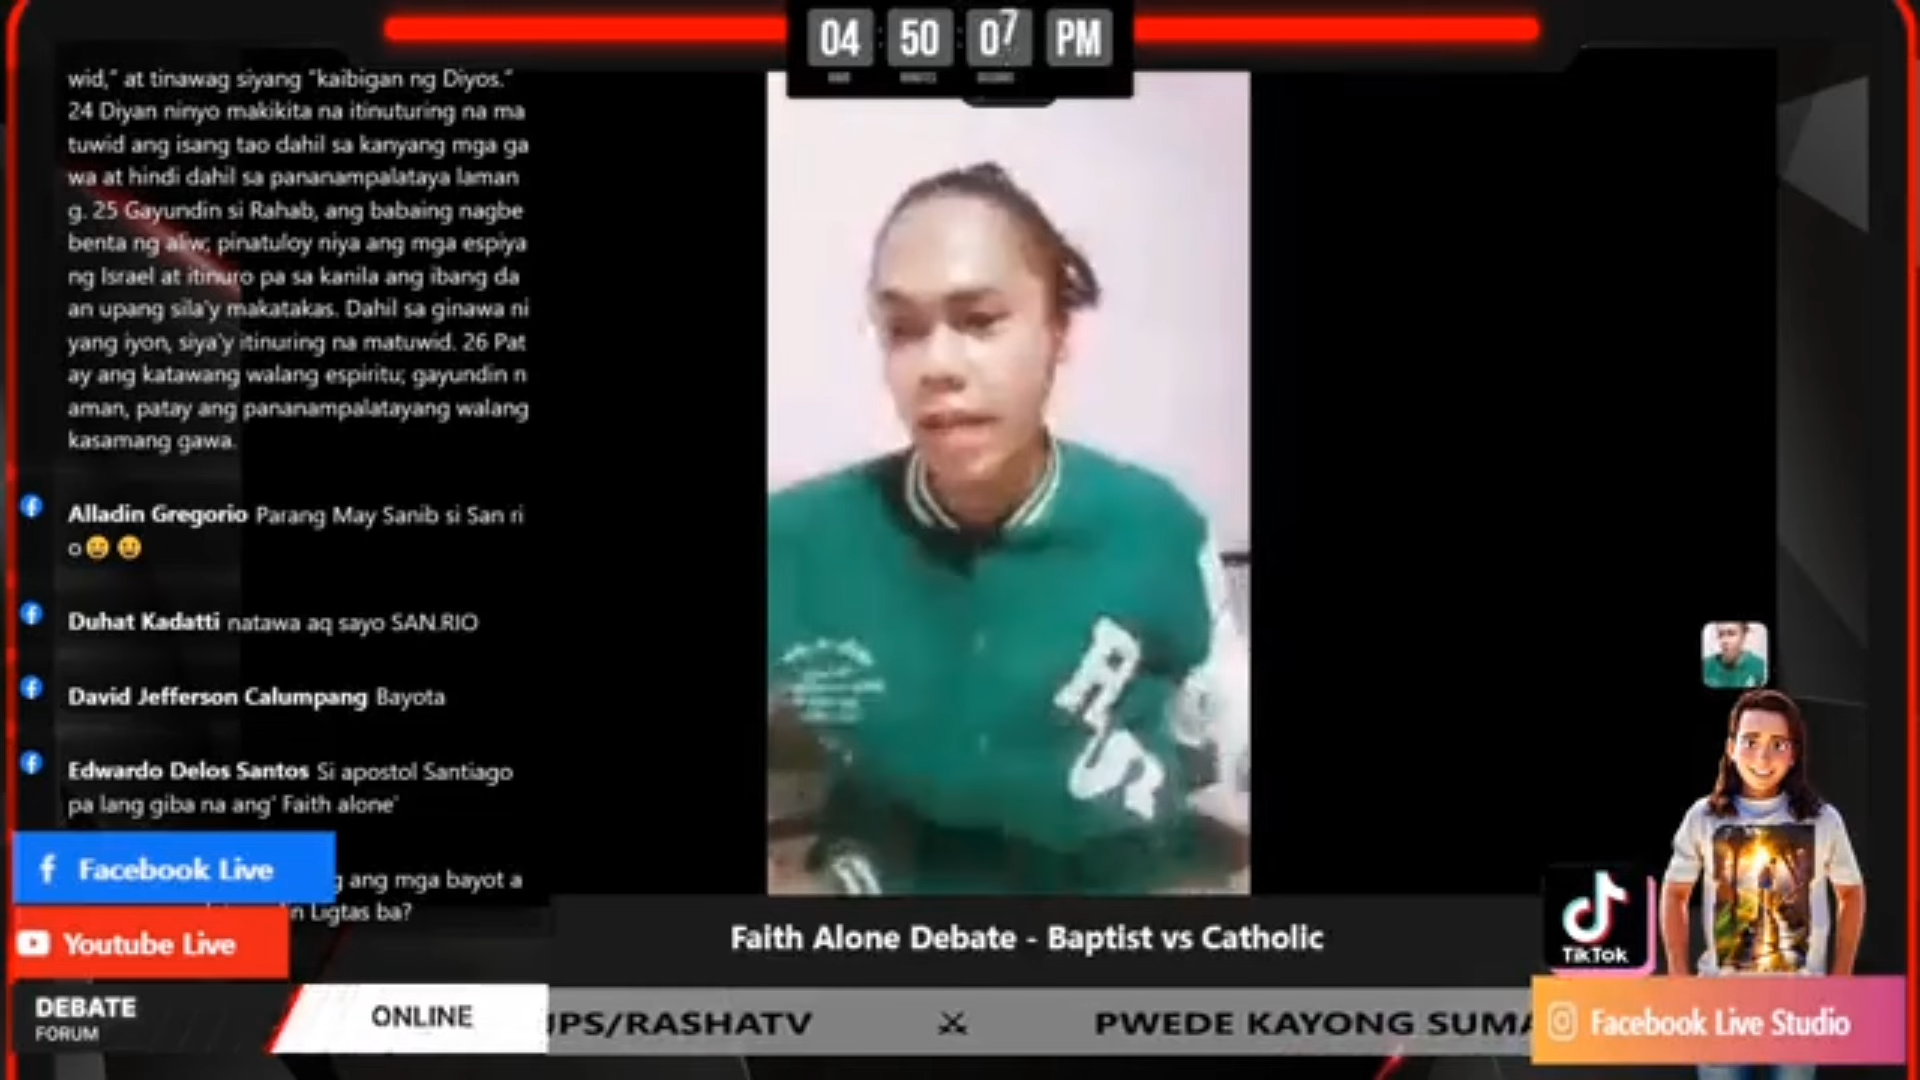 04 50 07 PM
wid," at tinawag siyang "kaibigan ng Diyos."
24 Diyan ninyo makikita na itinuturing na ma
tuwid ang isang tao dahil sa kanyang mga ga
wa at hindi dahil sa pananampalataya laman
g. 25 Gayundin si Rahab, ang babaing nagbe
benta ng aliw; pinatuloy niya ang mga espiya
ng Israel at itinuro pa sa kanila ang ibang da
an upang sila'y makatakas. Dahil sa ginawa ni
yang iyon, siya'y itinuring na matuwid. 26 Pat
ay ang katawang walang espiritu; gayundin n
aman, patay ang pananampalatayang walang
kasamang gawa.
Alladin Gregorio Parang May Sanib si San ri
o😀 😀
Duhat Kadatti natawa aq sayo SAN.RIO
David Jefferson Calumpang Bayota
Edwardo Delos Santos Si apostol Santiago
pa lang giba na ang' Faith alone'
g ang mga bayot a
n Ligtas ba?
Facebook Live
Youtube Live
DEBATE
FORUM
ONLINE
Faith Alone Debate - Baptist vs Catholic
JPS/RASHATV ⚔ PWEDE KAYONG SUMA
RS
TikTok
Facebook Live Studio